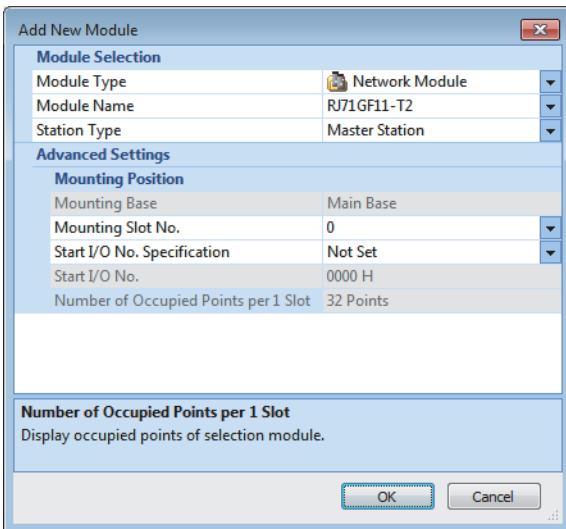 Add New Module
Module Selection
Module Type Network Module
Module Name RJ71GF11-T2
Station Type Master Station
Advanced Settings
Mounting Position
Mounting Base Main Base
Mounting Slot No. 0
Start I/O No. Specification Not Set
Start I/O No. 0000 H
Number of Occupied Points per 1 Slot 32 Points
Number of Occupied Points per 1 Slot
Display occupied points of selection module.
OK Cancel